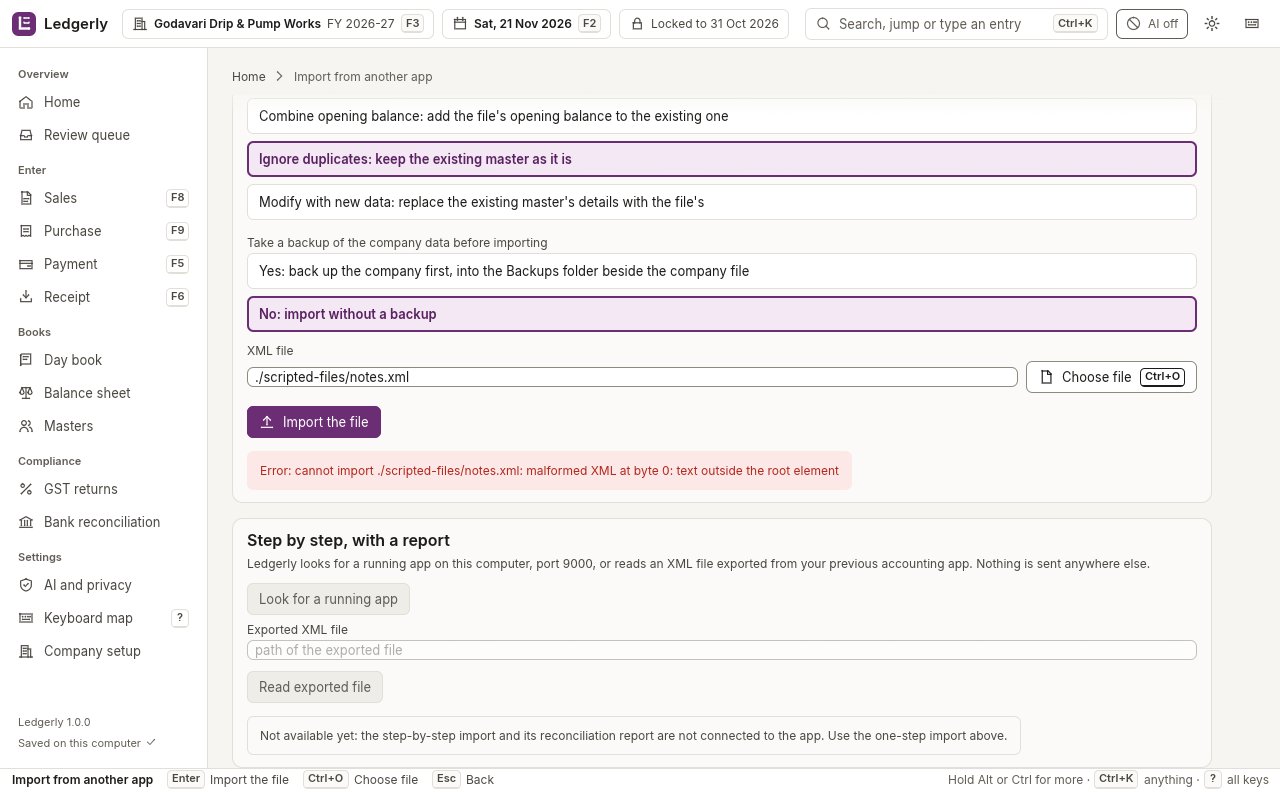 Ledgerly
Godavari Drip & Pump Works FY 2026-27 F3
Sat, 21 Nov 2026 F2
Locked to 31 Oct 2026
Search, jump or type an entry Ctrl+K
AI off
Overview
Home
Review queue
Enter
Sales F8
Purchase F9
Payment F5
Receipt F6
Books
Day book
Balance sheet
Masters
Compliance
GST returns
Bank reconciliation
Settings
AI and privacy
Keyboard map ?
Company setup
Ledgerly 1.0.0
Saved on this computer
Home Import from another app
Combine opening balance: add the file's opening balance to the existing one
Ignore duplicates: keep the existing master as it is
Modify with new data: replace the existing master's details with the file's
Take a backup of the company data before importing
Yes: back up the company first, into the Backups folder beside the company file
No: import without a backup
XML file
./scripted-files/notes.xml
Choose file Ctrl+O
Import the file
Error: cannot import ./scripted-files/notes.xml: malformed XML at byte 0: text outside the root element
Step by step, with a report
Ledgerly looks for a running app on this computer, port 9000, or reads an XML file exported from your previous accounting app. Nothing is sent anywhere else.
Look for a running app
Exported XML file
path of the exported file
Read exported file
Not available yet: the step-by-step import and its reconciliation report are not connected to the app. Use the one-step import above.
Import from another app Enter Import the file Ctrl+O Choose file Esc Back
Hold Alt or Ctrl for more · Ctrl+K anything · ? all keys